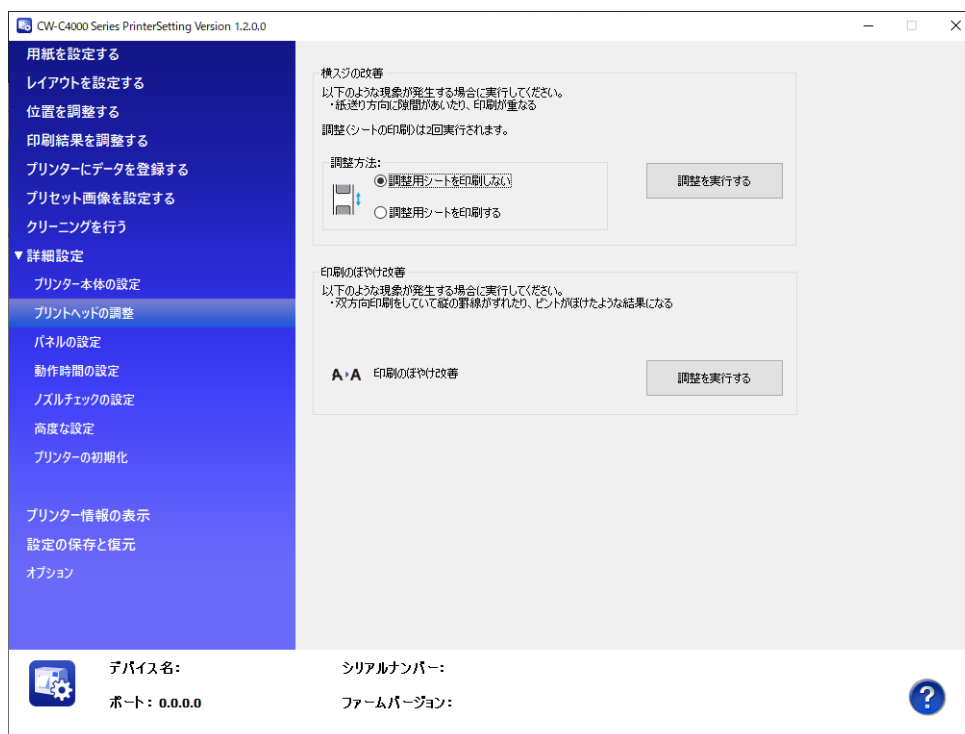 CW-C4000 Series PrinterSetting Version 1.2.0.0
用紙を設定する
レイアウトを設定する
位置を調整する
印刷結果を調整する
プリンターにデータを登録する
プリセット画像を設定する
クリーニングを行う
▼詳細設定
プリンター本体の設定
プリントヘッドの調整
パネルの設定
動作時間の設定
ノズルチェックの設定
高度な設定
プリンターの初期化
プリンター情報の表示
設定の保存と復元
オプション
横スジの改善
以下のような現象が発生する場合に実行してください。
・紙送り方向に隙間があいたり、印刷が重なる
調整(シートの印刷)は2回実行されます。
調整方法:
調整用シートを印刷しない
調整用シートを印刷する
調整を実行する
印刷のぼやけ改善
以下のような現象が発生する場合に実行してください。
・双方向印刷をしていて縦の罫線がずれたり、ピントがぼけたような結果になる
A A 印刷のぼやけ改善
調整を実行する
デバイス名:
シリアルナンバー:
ポート: 0.0.0.0
ファームバージョン:
?